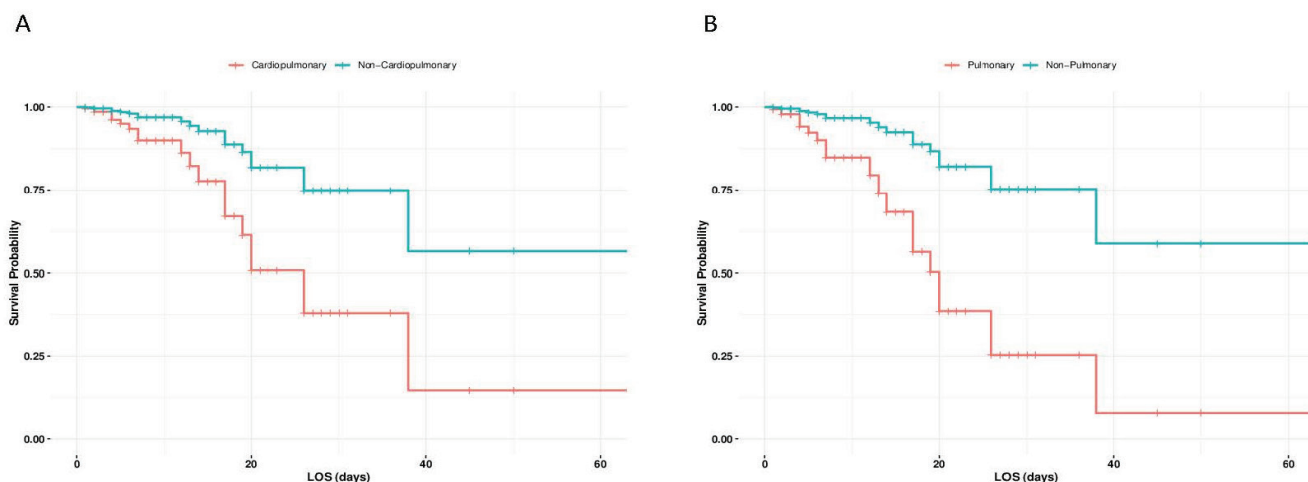 A
Cardiopulmonary Non-Cardiopulmonary
1.00
0.75
0.50
0.25
0.00
Survival Probability
0 20 40 60
LOS (days)
B
Pulmonary Non-Pulmonary
1.00
0.75
0.50
0.25
0.00
Survival Probability
0 20 40 60
LOS (days)